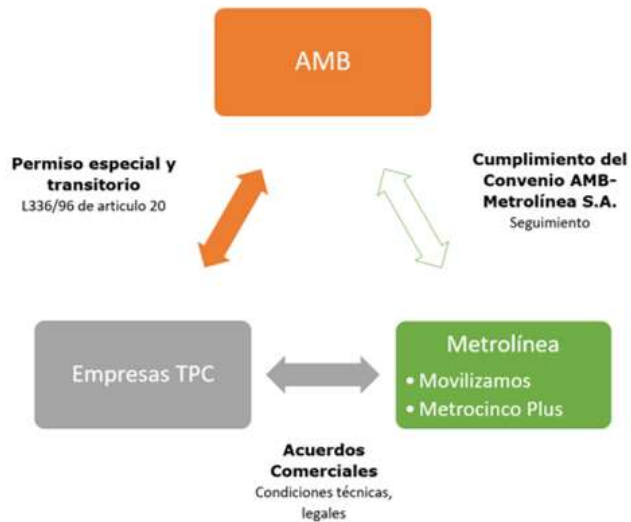 AMB
Permiso especial y
transitorio
L336/96 de articulo 20
Cumplimiento del
Convenio AMB-
Metrolínea S.A.
Seguimiento
Empresas TPC
Metrolínea
• Movilizamos
• Metrocinco Plus
Acuerdos
Comerciales
Condiciones técnicas,
legales